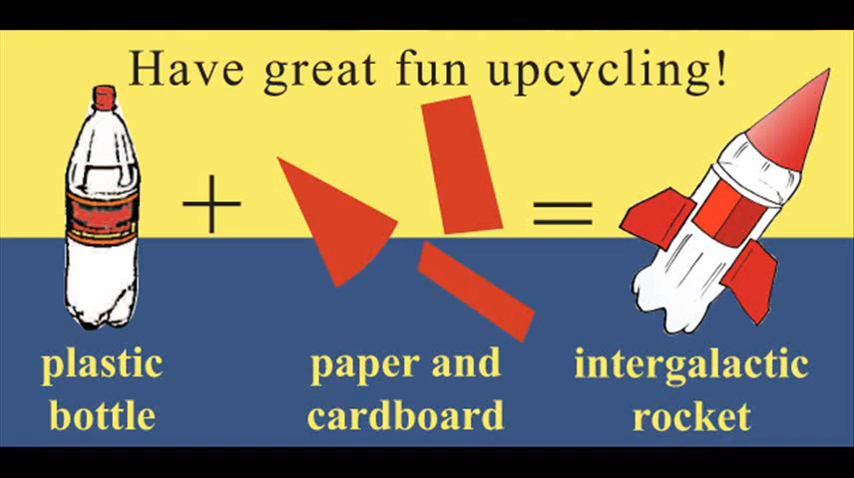 Have great fun upcycling!
+ =
plastic
bottle
paper and
cardboard
intergalactic
rocket